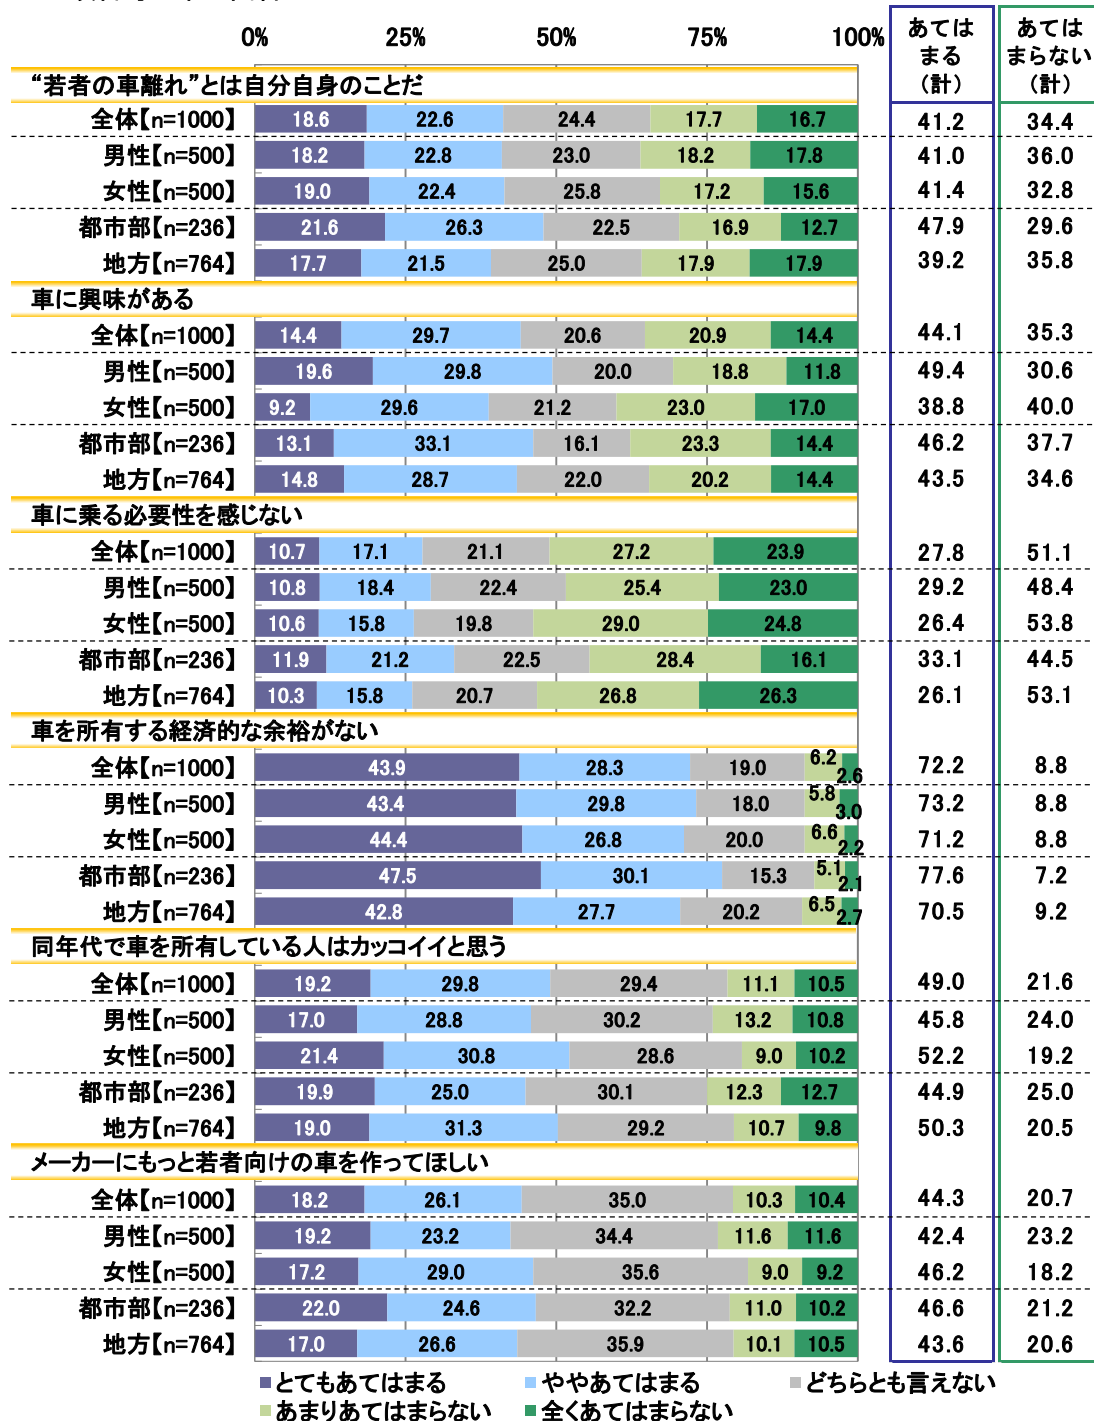 0% 25% 50% 75% 100%
あては
まる
（計）
あては
まらない
（計）
“若者の車離れ”とは自分自身のことだ
全体【n=1000】 18.6 22.6 24.4 17.7 16.7 41.2 34.4
男性【n=500】 18.2 22.8 23.0 18.2 17.8 41.0 36.0
女性【n=500】 19.0 22.4 25.8 17.2 15.6 41.4 32.8
都市部【n=236】 21.6 26.3 22.5 16.9 12.7 47.9 29.6
地方【n=764】 17.7 21.5 25.0 17.9 17.9 39.2 35.8
車に興味がある
全体【n=1000】 14.4 29.7 20.6 20.9 14.4 44.1 35.3
男性【n=500】 19.6 29.8 20.0 18.8 11.8 49.4 30.6
女性【n=500】 9.2 29.6 21.2 23.0 17.0 38.8 40.0
都市部【n=236】 13.1 33.1 16.1 23.3 14.4 46.2 37.7
地方【n=764】 14.8 28.7 22.0 20.2 14.4 43.5 34.6
車に乗る必要性を感じない
全体【n=1000】 10.7 17.1 21.1 27.2 23.9 27.8 51.1
男性【n=500】 10.8 18.4 22.4 25.4 23.0 29.2 48.4
女性【n=500】 10.6 15.8 19.8 29.0 24.8 26.4 53.8
都市部【n=236】 11.9 21.2 22.5 28.4 16.1 33.1 44.5
地方【n=764】 10.3 15.8 20.7 26.8 26.3 26.1 53.1
車を所有する経済的な余裕がない
全体【n=1000】 43.9 28.3 19.0 6.2 2.6 72.2 8.8
男性【n=500】 43.4 29.8 18.0 5.8 3.0 73.2 8.8
女性【n=500】 44.4 26.8 20.0 6.6 2.2 71.2 8.8
都市部【n=236】 47.5 30.1 15.3 5.1 2.1 77.6 7.2
地方【n=764】 42.8 27.7 20.2 6.5 2.7 70.5 9.2
同年代で車を所有している人はカッコイイと思う
全体【n=1000】 19.2 29.8 29.4 11.1 10.5 49.0 21.6
男性【n=500】 17.0 28.8 30.2 13.2 10.8 45.8 24.0
女性【n=500】 21.4 30.8 28.6 9.0 10.2 52.2 19.2
都市部【n=236】 19.9 25.0 30.1 12.3 12.7 44.9 25.0
地方【n=764】 19.0 31.3 29.2 10.7 9.8 50.3 20.5
メーカーにもっと若者向けの車を作ってほしい
全体【n=1000】 18.2 26.1 35.0 10.3 10.4 44.3 20.7
男性【n=500】 19.2 23.2 34.4 11.6 11.6 42.4 23.2
女性【n=500】 17.2 29.0 35.6 9.0 9.2 46.2 18.2
都市部【n=236】 22.0 24.6 32.2 11.0 10.2 46.6 21.2
地方【n=764】 17.0 26.6 35.9 10.1 10.5 43.6 20.6
とてもあてはまる ややあてはまる どちらとも言えない
あまりあてはまらない 全くあてはまらない